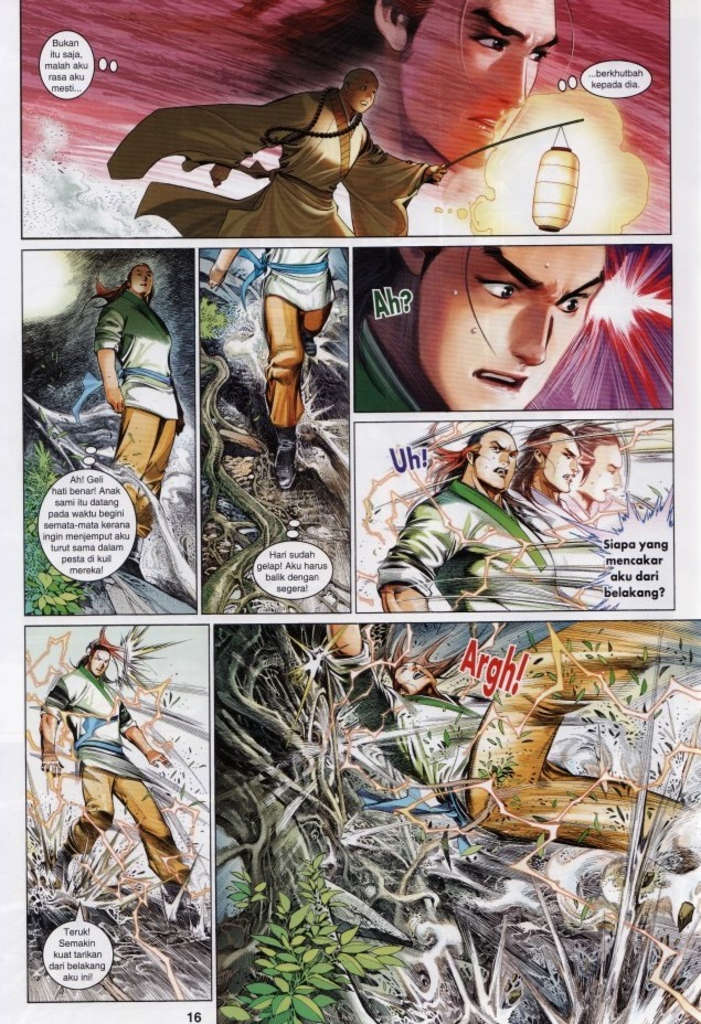 Bukan
itu saja,
malah aku
rasa aku
mesti...
...berkhutbah
kepada dia.
Ah! Geli
hati benar! Anak
sami itu datang
pada waktu begini
semata-mata kerana
ingin menjemput aku
turut sama dalam
pesta di kuil
mereka!
Hari sudah
gelap! Aku harus
balik dengan
segera!
Ah?
Uh!
Siapa yang
mencakar
aku dari
belakang?
Teruk!
Semakin
kuat tarikan
dari belakang
aku ini!
Argh!
16